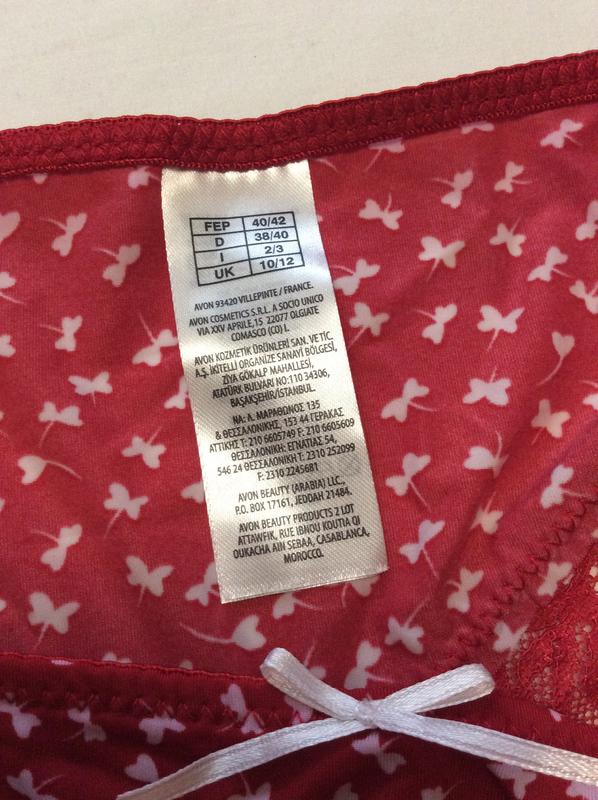 FEP 40/42
D 38/40
I 2/3
UK 10/12
AVON 93420 VILLEPINTE / FRANCE.
AVON COSMETICS S.R.L. A SOCIO UNICO
VIA XXV APRILE,15 22077 OLGIATE
COMASCO (CO) I.
AVON KOZMETİK ÜRÜNLERİ SAN. VE TİC.
A.Ş. İKİTELLİ ORGANİZE SANAYİ BÖLGESİ,
ZİYA GÖKALP MAHALLESİ,
ATATÜRK BULVARI NO:110 34306,
BAŞAKŞEHİR/İSTANBUL.
ΝΑ: Λ. ΜΑΡΑΘΩΝΟΣ 135
& ΘΕΣΣΑΛΟΝΙΚΗΣ, 153 44 ΓΕΡΑΚΑΣ
ΑΤΤΙΚΗΣ T: 210 6605749 F: 210 6605609
ΘΕΣΣΑΛΟΝΙΚΗ: ΕΓΝΑΤΙΑΣ 54,
546 24 ΘΕΣΣΑΛΟΝΙΚΗ T: 2310 252099
F: 2310 2245681
AVON BEAUTY (ARABIA) LLC,
P.O. BOX 17161, JEDDAH 21484.
AVON BEAUTY PRODUCTS 2 LOT
ATTAWFIK, RUE IBNOU KOUTIA QI
OUKACHA AIN SEBAA, CASABLANCA,
MOROCCO.